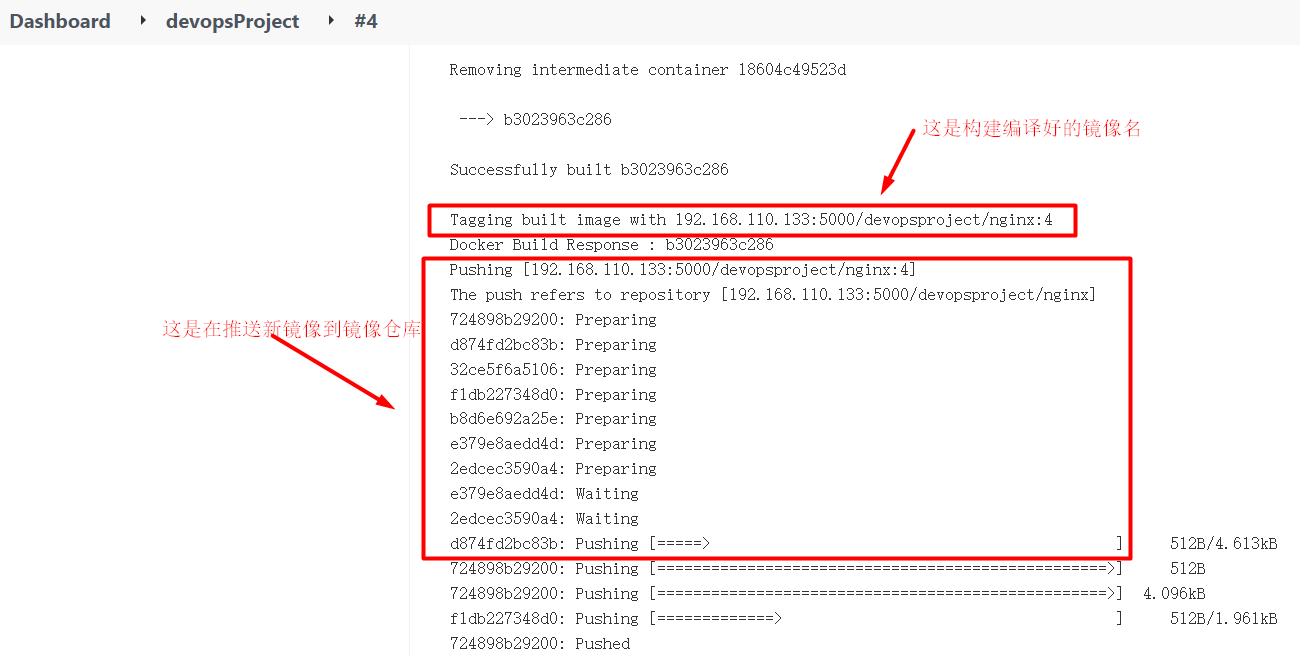 Dashboard devopsProject #4
Removing intermediate container 18604c49523d
---> b3023963c286
这是构建编译好的镜像名
Successfully built b3023963c286
Tagging built image with 192.168.110.133:5000/devopsproject/nginx:4
Docker Build Response : b3023963c286
Pushing [192.168.110.133:5000/devopsproject/nginx:4]
The push refers to repository [192.168.110.133:5000/devopsproject/nginx]
724898b29200: Preparing
这是在推送新镜像到镜像仓库
d874fd2bc83b: Preparing
32ce5f6a5106: Preparing
f1db227348d0: Preparing
b8d6e692a25e: Preparing
e379e8aedd4d: Preparing
2edcec3590a4: Preparing
e379e8aedd4d: Waiting
2edcec3590a4: Waiting
d874fd2bc83b: Pushing [=====>                                             ] 512B/4.613kB
724898b29200: Pushing [==================================================>] 512B
724898b29200: Pushing [==================================================>] 4.096kB
f1db227348d0: Pushing [=============>                                     ] 512B/1.961kB
724898b29200: Pushed